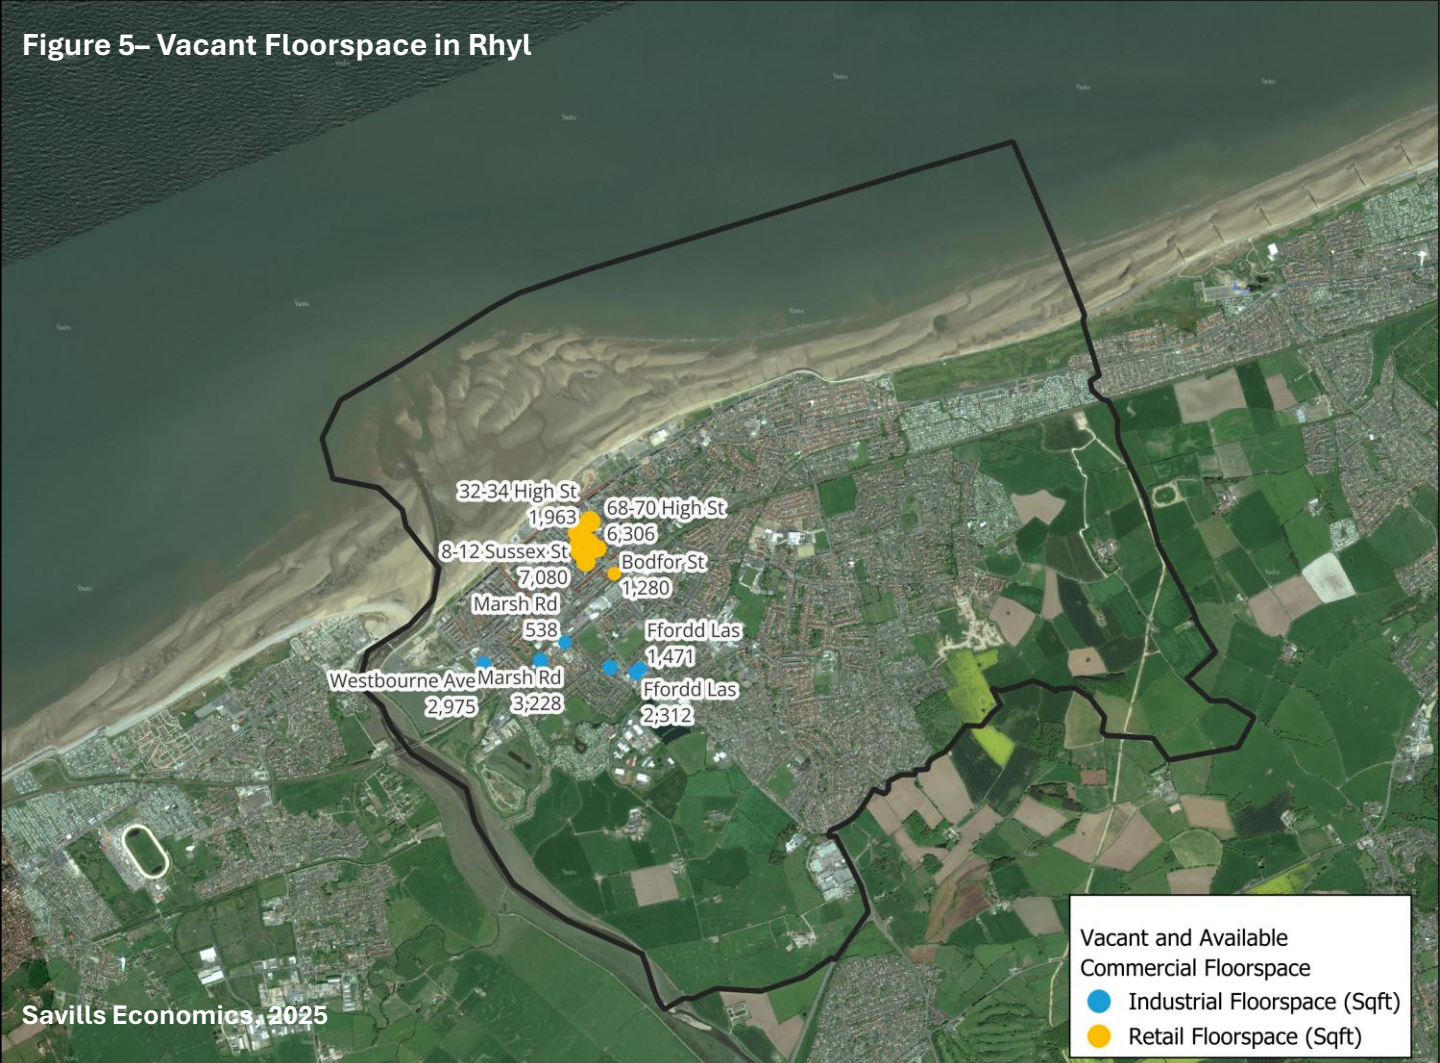 Figure 5– Vacant Floorspace in Rhyl
32-34 High St
1,963
68-70 High St
6,306
8-12 Sussex St
7,080
Bodfor St
1,280
Marsh Rd
538
Ffordd Las
1,471
Westbourne Ave
2,975
Marsh Rd
3,228
Ffordd Las
2,312
Vacant and Available
Commercial Floorspace
Industrial Floorspace (Sqft)
Retail Floorspace (Sqft)
Savills Economics, 2025